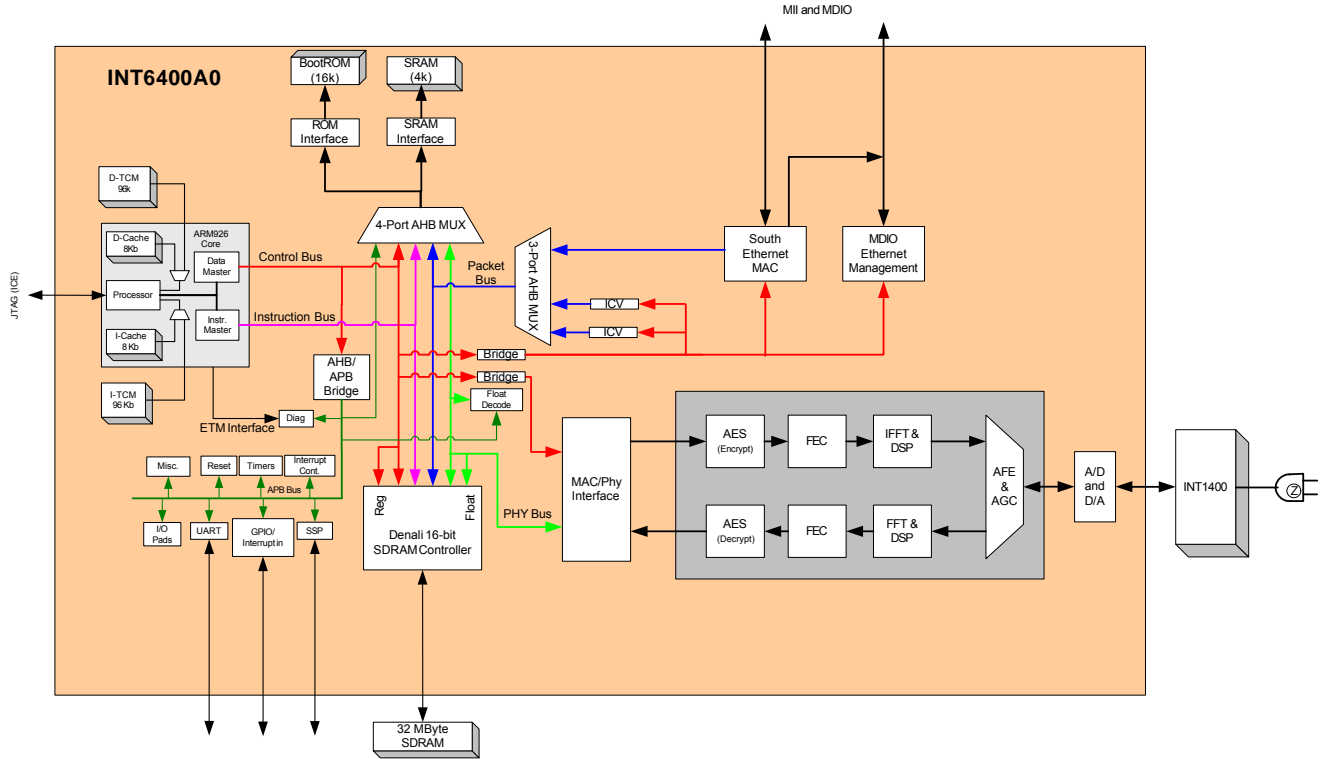 MII and MDIO
INT6400A0
BootROM
(16k)
SRAM
(4k)
ROM
Interface
SRAM
Interface
D-TCM
96k
4-Port AHB MUX
ARM926
Core
D-Cache
8Kb
Data
Master
Control Bus
Processor
JTAG (ICE)
Instr.
Master
Instruction Bus
I-Cache
8 Kb
I-TCM
96 Kb
Packet
Bus
3-Port AHB MUX
South
Ethernet
MAC
MDIO
Ethernet
Management
ICV
ICV
Bridge
Bridge
AHB/
APB
Bridge
Float
Decode
ETM Interface
Diag
Misc.
Reset
Timers
Interrupt
Cont.
APB Bus
I/O
Pads
UART
GPIO/
Interrupt in
SSP
Reg
Float
Denali 16-bit
SDRAM Controller
PHY Bus
MAC/Phy
Interface
AES
(Encrypt)
FEC
IFFT &
DSP
AFE
&
AGC
AES
(Decrypt)
FEC
FFT &
DSP
A/D
and
D/A
INT1400
Z
32 MByte
SDRAM